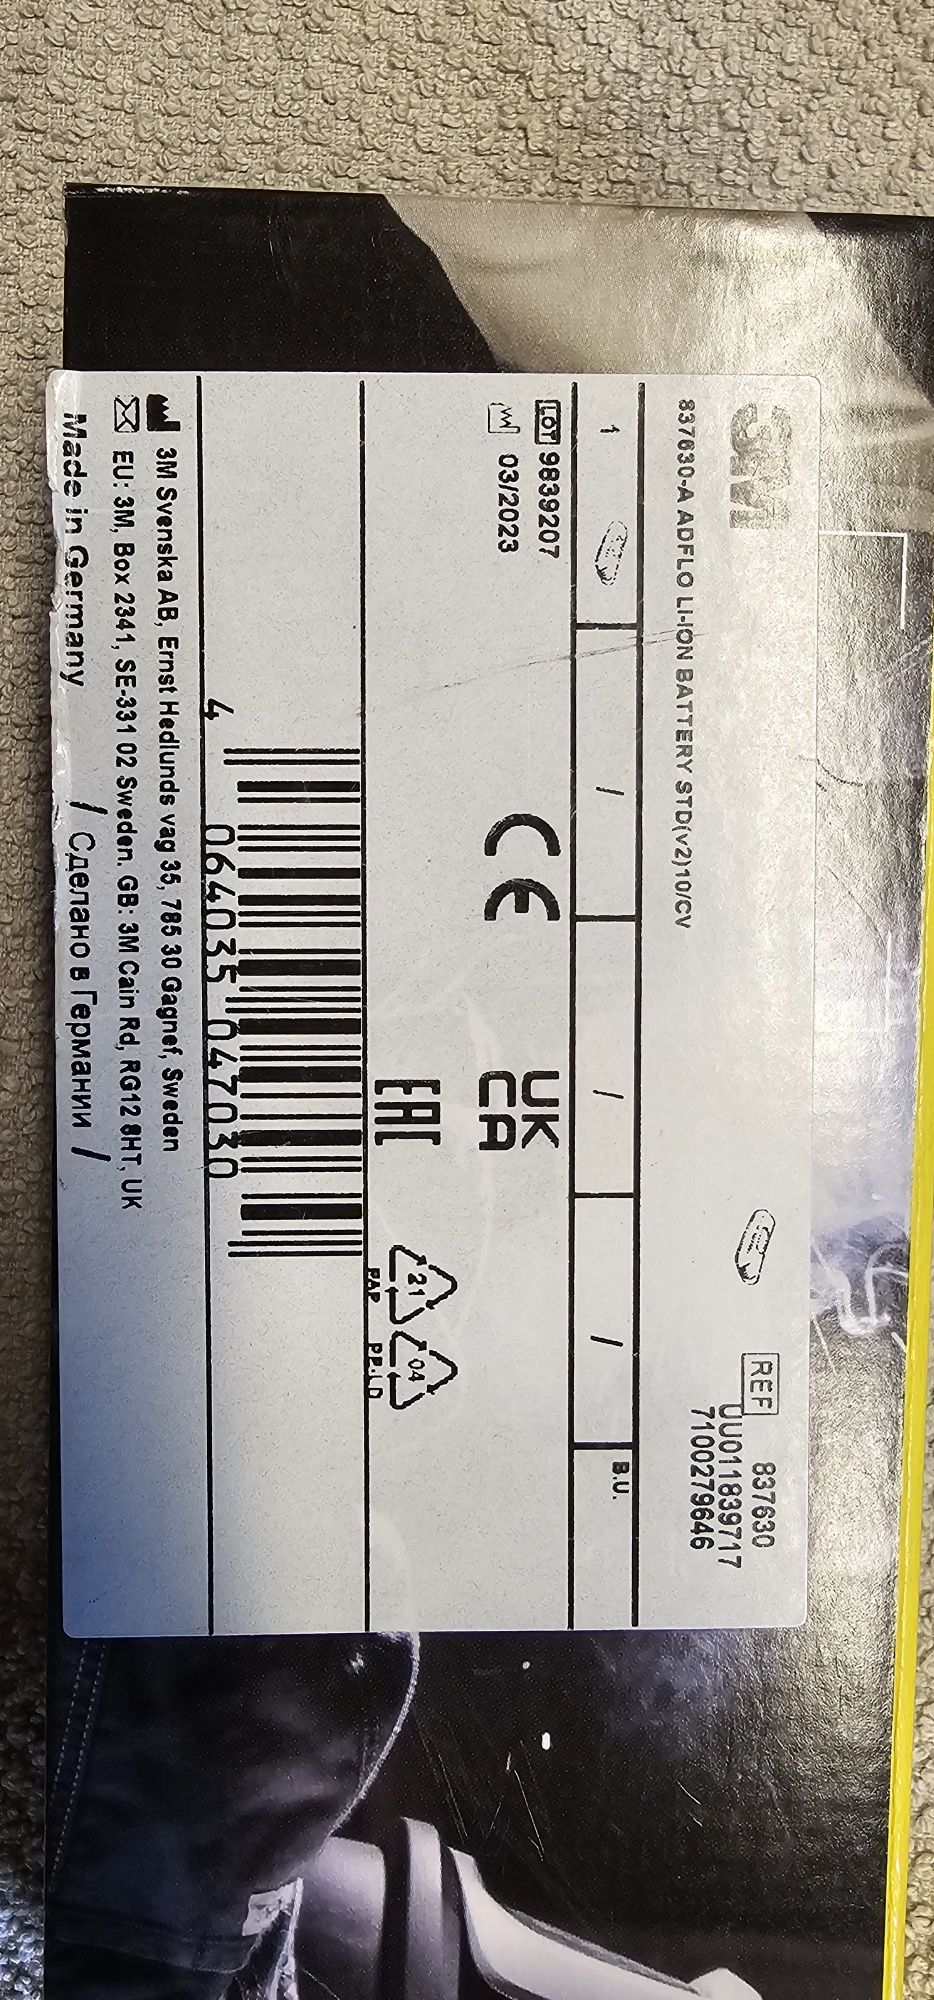 3M
REF 837630
UU011839717
7100279646
837630-A ADFLO LI-ION BATTERY STD(v2)10/CV
1 / / / B.U.
LOT 9839207
03/2023
CE
UK
CA
EAC
21
PAP
04
PE-LD
4 064035 047030
3M Svenska AB, Ernst Hedlunds vag 35, 785 30 Gagnef, Sweden
EU: 3M, Box 2341, SE-331 02 Sweden. GB: 3M Cain Rd, RG12 8HT, UK
Made in Germany / Сделано в Германии /